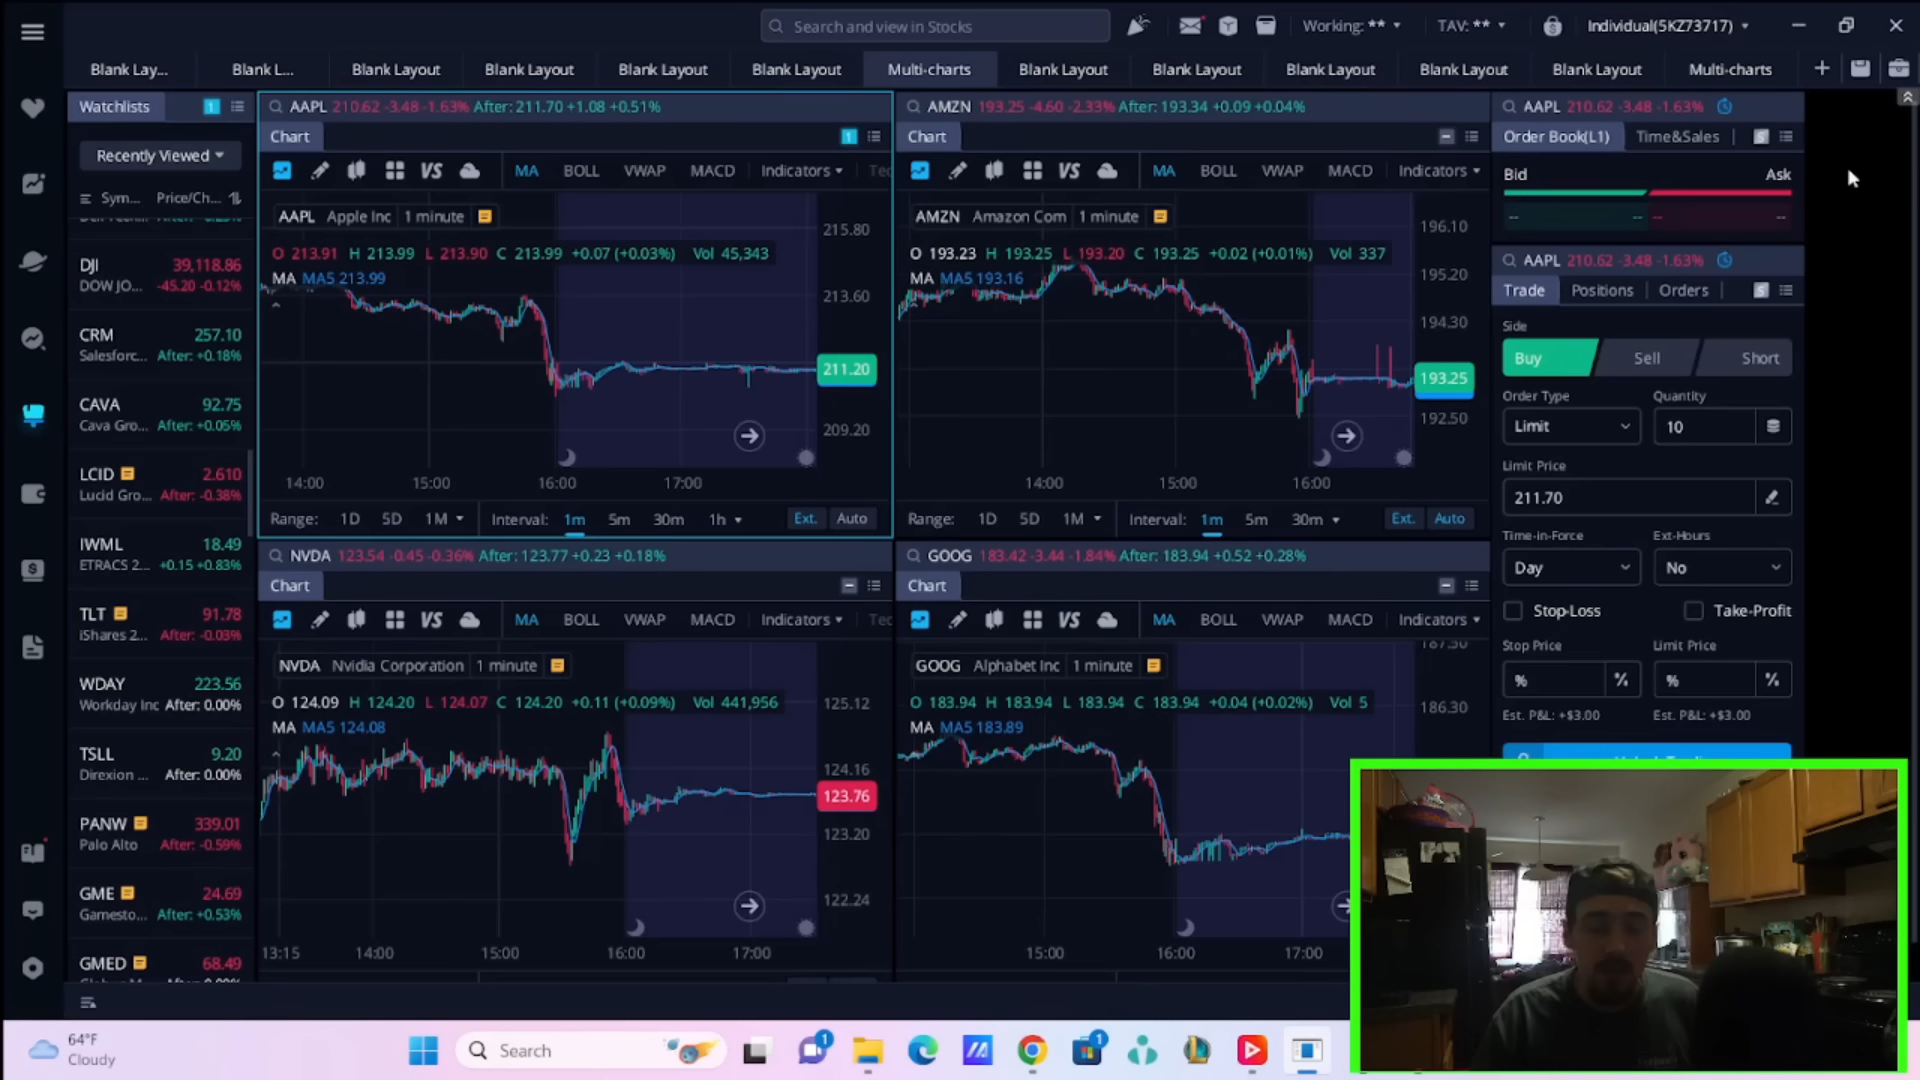 Search and view in Stocks
Working: **
TAV: **
Individual(5KZ73717)
Blank Lay...
Blank L...
Blank Layout
Blank Layout
Blank Layout
Blank Layout
Multi-charts
Blank Layout
Blank Layout
Blank Layout
Blank Layout
Blank Layout
Multi-charts
Watchlists 1
Recently Viewed
Sym... Price/Ch...
DJI 39,118.86
DOW JO... -45.20 -0.12%
CRM 257.10
Salesforc... After: +0.18%
CAVA 92.75
Cava Gro... After: +0.05%
LCID 2.610
Lucid Gro... After: -0.38%
IWML 18.49
ETRACS 2... +0.15 +0.83%
TLT 91.78
iShares 2... After: -0.03%
WDAY 223.56
Workday Inc After: 0.00%
TSLL 9.20
Direxion ... After: 0.00%
PANW 339.01
Palo Alto After: -0.59%
GME 24.69
Gamesto... After: +0.53%
GMED 68.49
AAPL 210.62 -3.48 -1.63% After: 211.70 +1.08 +0.51%
Chart 1
VS MA BOLL VWAP MACD Indicators Tec
AAPL Apple Inc 1 minute
O 213.91 H 213.99 L 213.90 C 213.99 +0.07 (+0.03%) Vol 45,343
MA MA5 213.99
215.80
213.60
211.20
209.20
14:00 15:00 16:00 17:00
Range: 1D 5D 1M Interval: 1m 5m 30m 1h Ext. Auto
AMZN 193.25 -4.60 -2.33% After: 193.34 +0.09 +0.04%
Chart
VS MA BOLL VWAP MACD Indicators
AMZN Amazon Com 1 minute
O 193.23 H 193.25 L 193.20 C 193.25 +0.02 (+0.01%) Vol 337
MA MA5 193.16
196.10
195.20
194.30
193.25
192.50
14:00 15:00 16:00
Range: 1D 5D 1M Interval: 1m 5m 30m Ext. Auto
NVDA 123.54 -0.45 -0.36% After: 123.77 +0.23 +0.18%
Chart
VS MA BOLL VWAP MACD Indicators Tec
NVDA Nvidia Corporation 1 minute
O 124.09 H 124.20 L 124.07 C 124.20 +0.11 (+0.09%) Vol 441,956
MA MA5 124.08
125.12
124.16
123.76
123.20
122.24
13:15 14:00 15:00 16:00 17:00
GOOG 183.42 -3.44 -1.84% After: 183.94 +0.52 +0.28%
Chart
VS MA BOLL VWAP MACD Indicators
187.30
GOOG Alphabet Inc 1 minute
O 183.94 H 183.94 L 183.94 C 183.94 +0.04 (+0.02%) Vol 5
MA MA5 183.89
186.30
15:00 16:00 17:00
AAPL 210.62 -3.48 -1.63%
Order Book(L1) Time&Sales S
Bid Ask
-- -- -- --
AAPL 210.62 -3.48 -1.63%
Trade Positions Orders S
Side
Buy Sell Short
Order Type Quantity
Limit 10
Limit Price
211.70
Time-in-Force Ext-Hours
Day No
Stop-Loss Take-Profit
Stop Price Limit Price
% % % %
Est. P&L: +$3.00 Est. P&L: +$3.00
64°F
Cloudy
Search
1
1